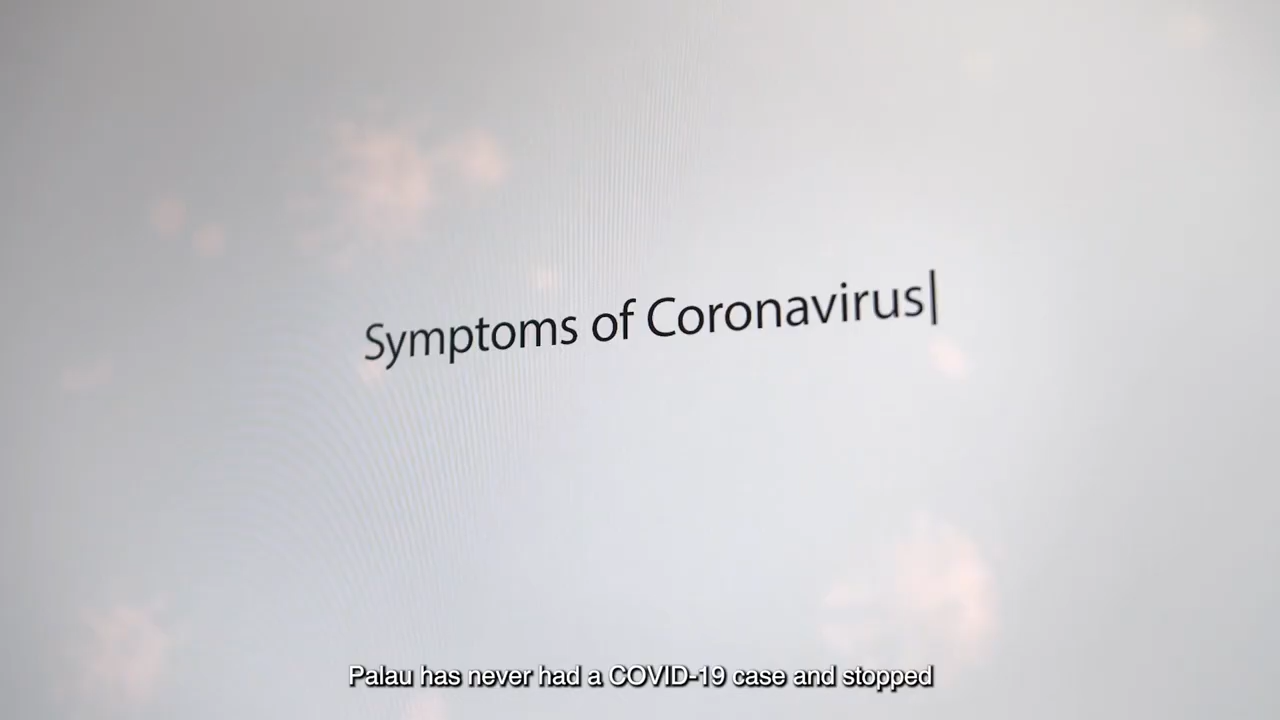 Symptoms of Coronavirus|
Palau has never had a COVID-19 case and stopped